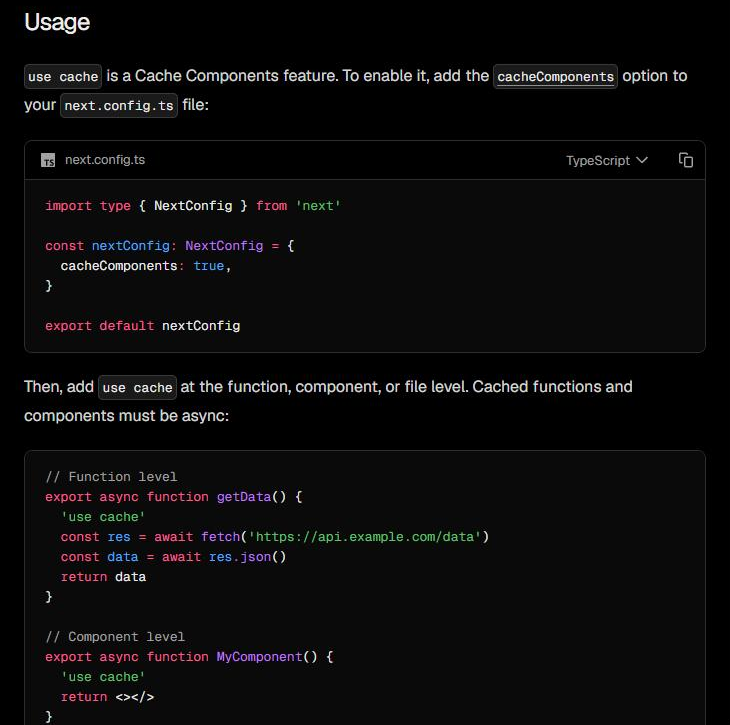 Usage
use cache is a Cache Components feature. To enable it, add the cacheComponents option to
your next.config.ts file:
TS next.config.ts TypeScript
import type { NextConfig } from 'next'
const nextConfig: NextConfig = {
  cacheComponents: true,
}
export default nextConfig
Then, add use cache at the function, component, or file level. Cached functions and
components must be async:
// Function level
export async function getData() {
  'use cache'
  const res = await fetch('https://api.example.com/data')
  const data = await res.json()
  return data
}
// Component level
export async function MyComponent() {
  'use cache'
  return <></>
}